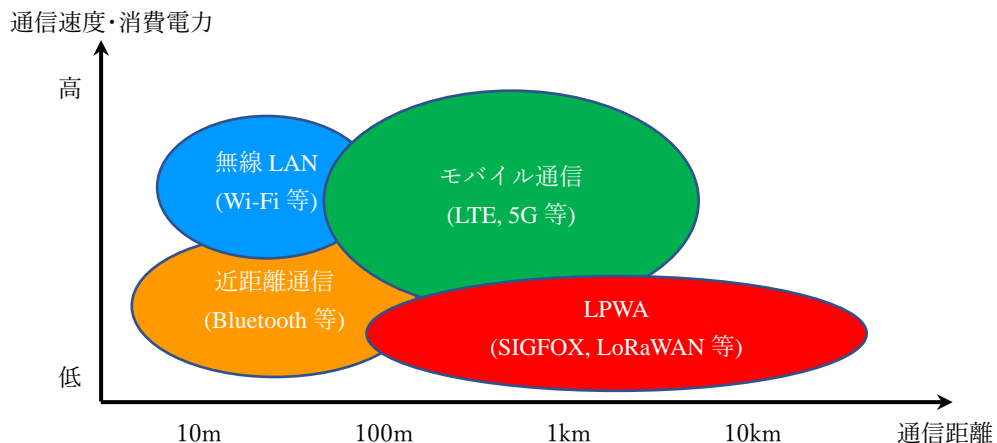 通信速度・消費電力
高
無線 LAN
(Wi-Fi 等)
モバイル通信
(LTE, 5G 等)
近距離通信
(Bluetooth 等)
LPWA
(SIGFOX, LoRaWAN 等)
低
10m
100m
1km
10km
通信距離